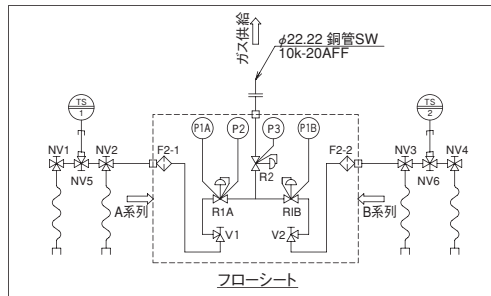 ガス供給
φ22.22 銅管SW
10k-20AFF
TS
1
TS
2
P1A
P2
P3
P1B
NV1
NV2
F2-1
F2-2
NV3
NV4
NV5
R2
NV6
A系列
R1A
RIB
B系列
V1
V2
フローシート